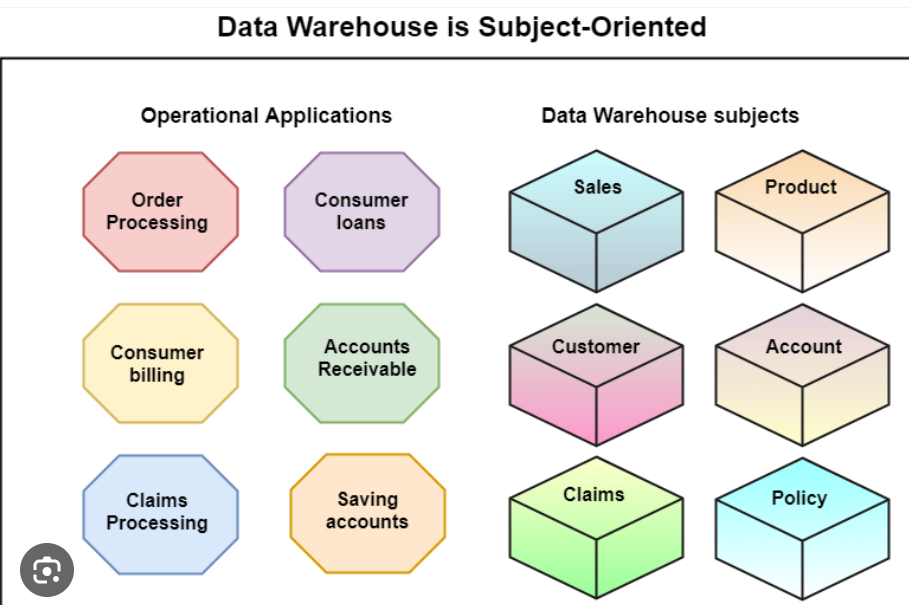 Data Warehouse is Subject-Oriented
Operational Applications
Data Warehouse subjects
Order
Processing
Consumer
loans
Sales
Product
Consumer
billing
Accounts
Receivable
Customer
Account
Claims
Processing
Saving
accounts
Claims
Policy